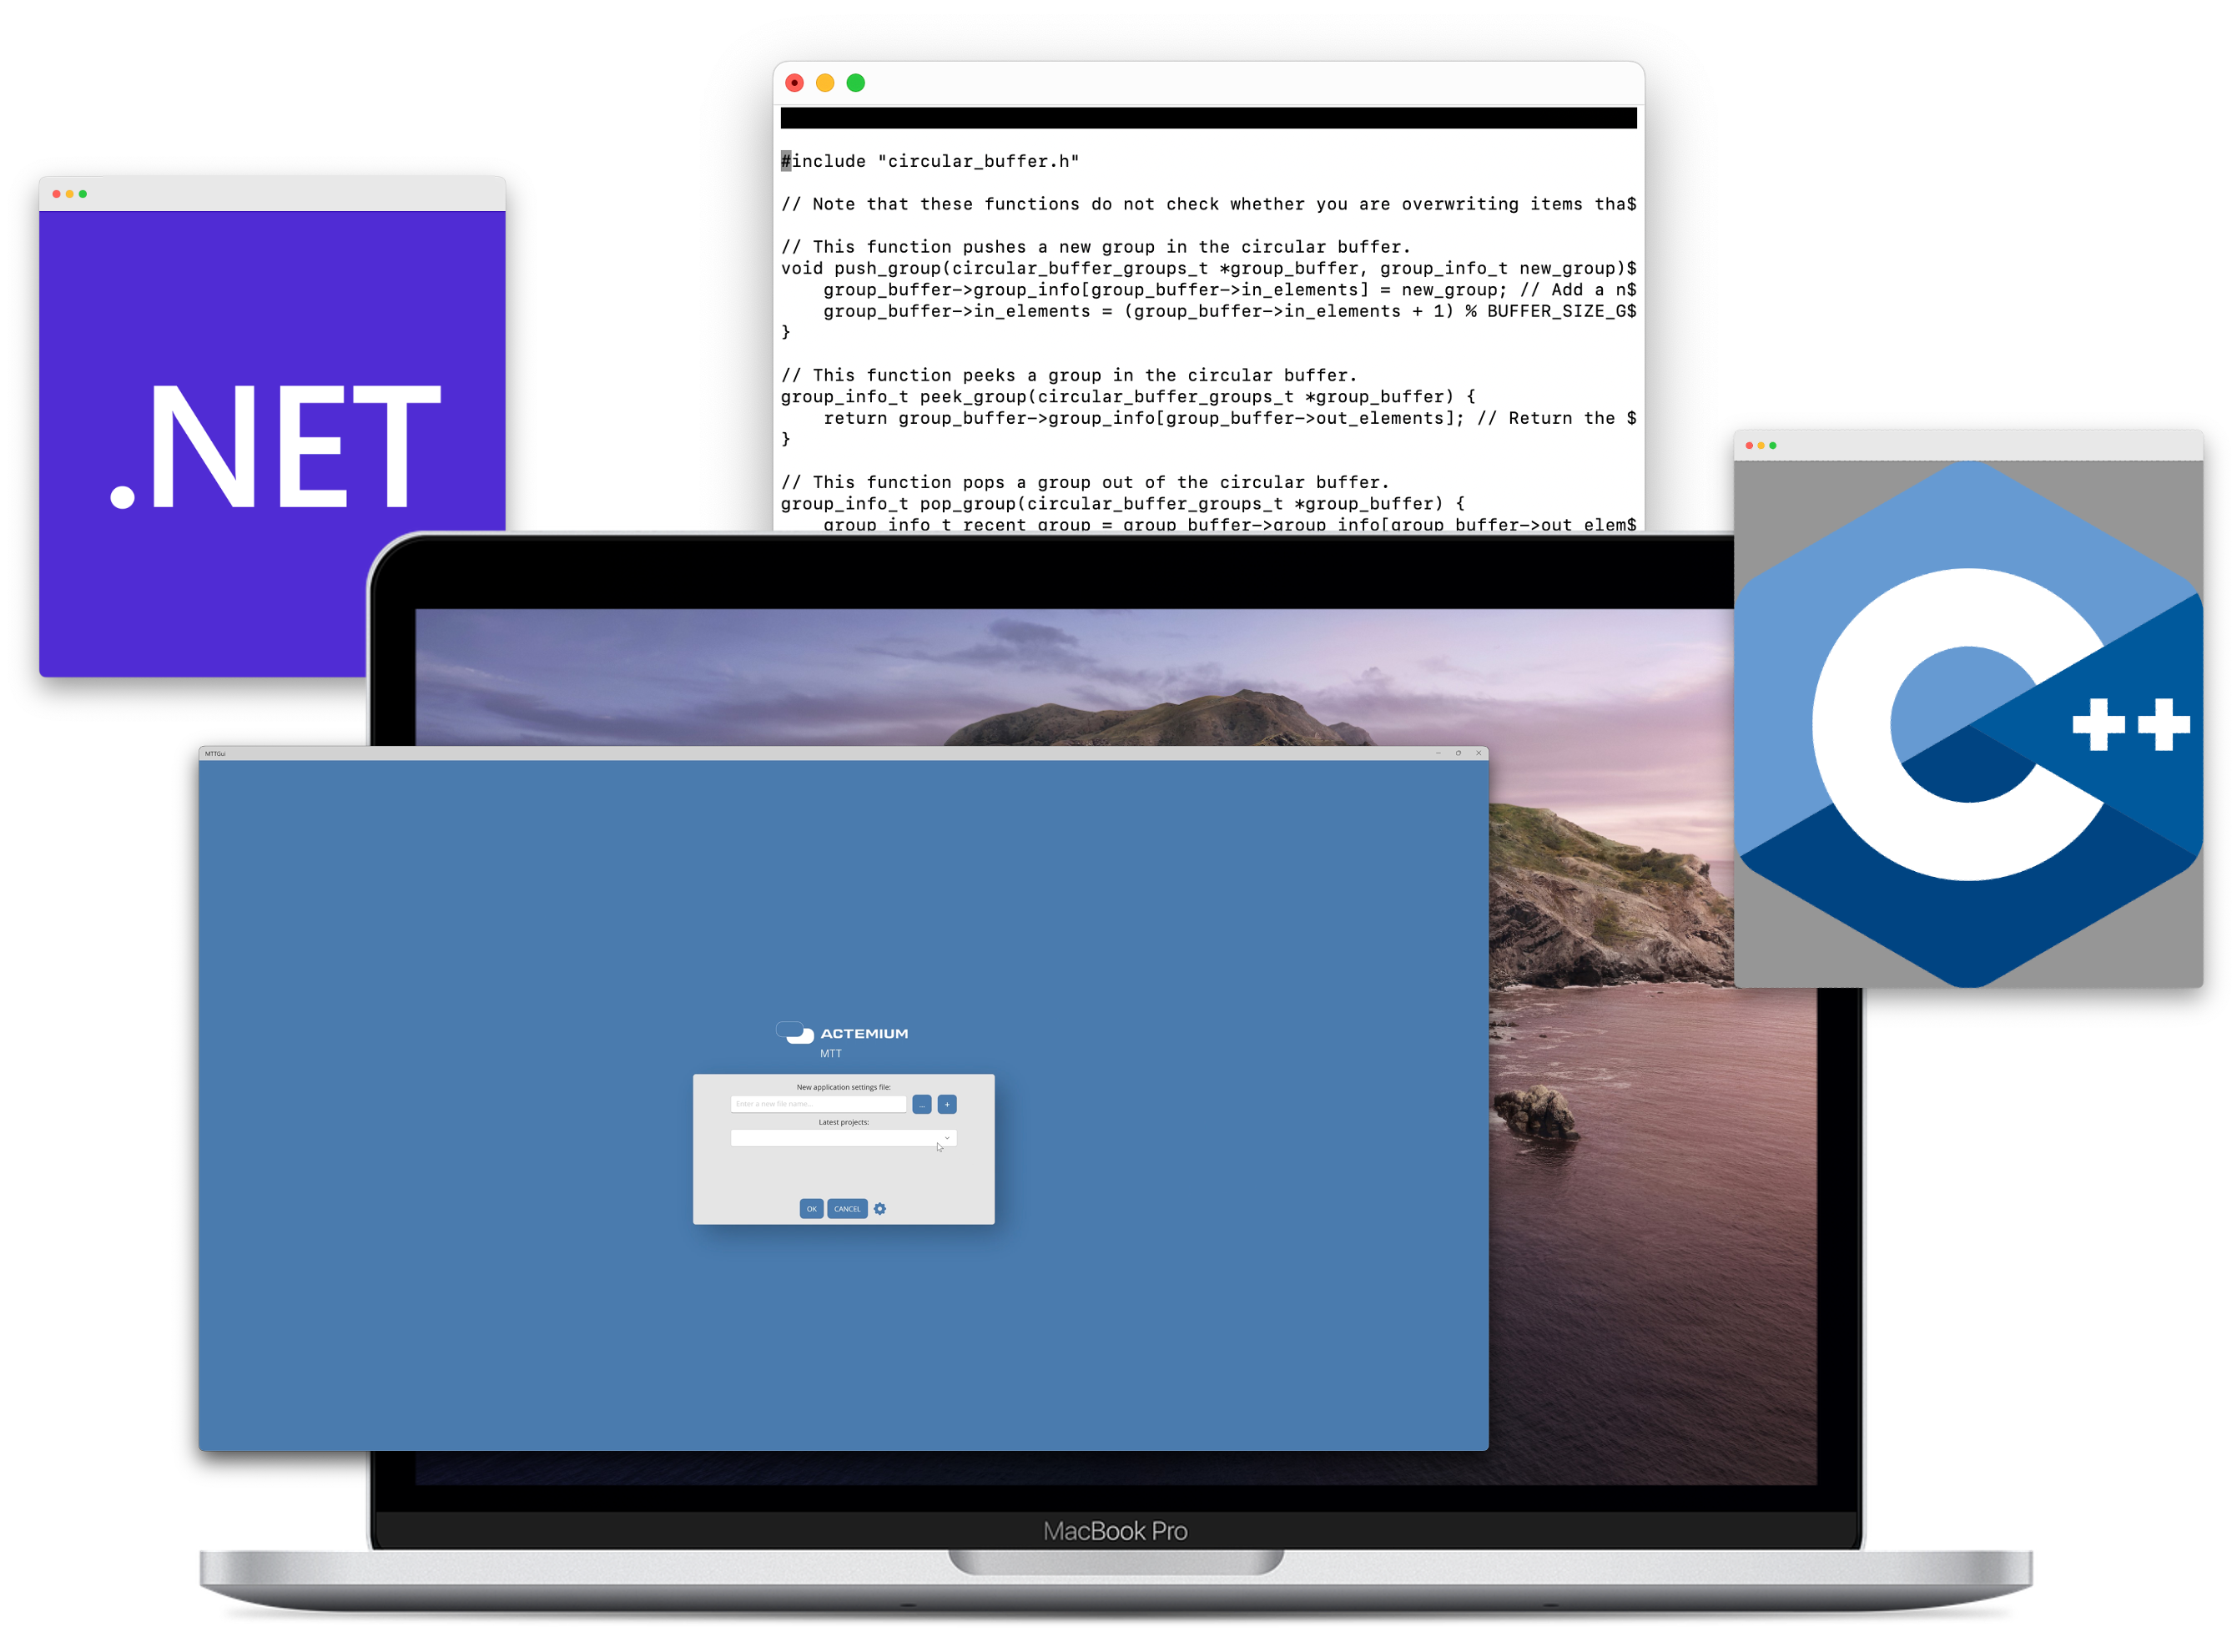 #include "circular_buffer.h"
// Note that these functions do not check whether you are overwriting items tha$
// This function pushes a new group in the circular buffer.
void push_group(circular_buffer_groups_t *group_buffer, group_info_t new_group)$
    group_buffer->group_info[group_buffer->in_elements] = new_group; // Add a n$
    group_buffer->in_elements = (group_buffer->in_elements + 1) % BUFFER_SIZE_G$
}
// This function peeks a group in the circular buffer.
group_info_t peek_group(circular_buffer_groups_t *group_buffer) {
    return group_buffer->group_info[group_buffer->out_elements]; // Return the $
}
// This function pops a group out of the circular buffer.
group_info_t pop_group(circular_buffer_groups_t *group_buffer) {
    group_info_t recent_group = group_buffer->group_info[group_buffer->out_elem$
.NET
C++
MTTGui
ACTEMIUM
MTT
New application settings file:
Enter a new file name...
... +
Latest projects:
OK CANCEL
MacBook Pro